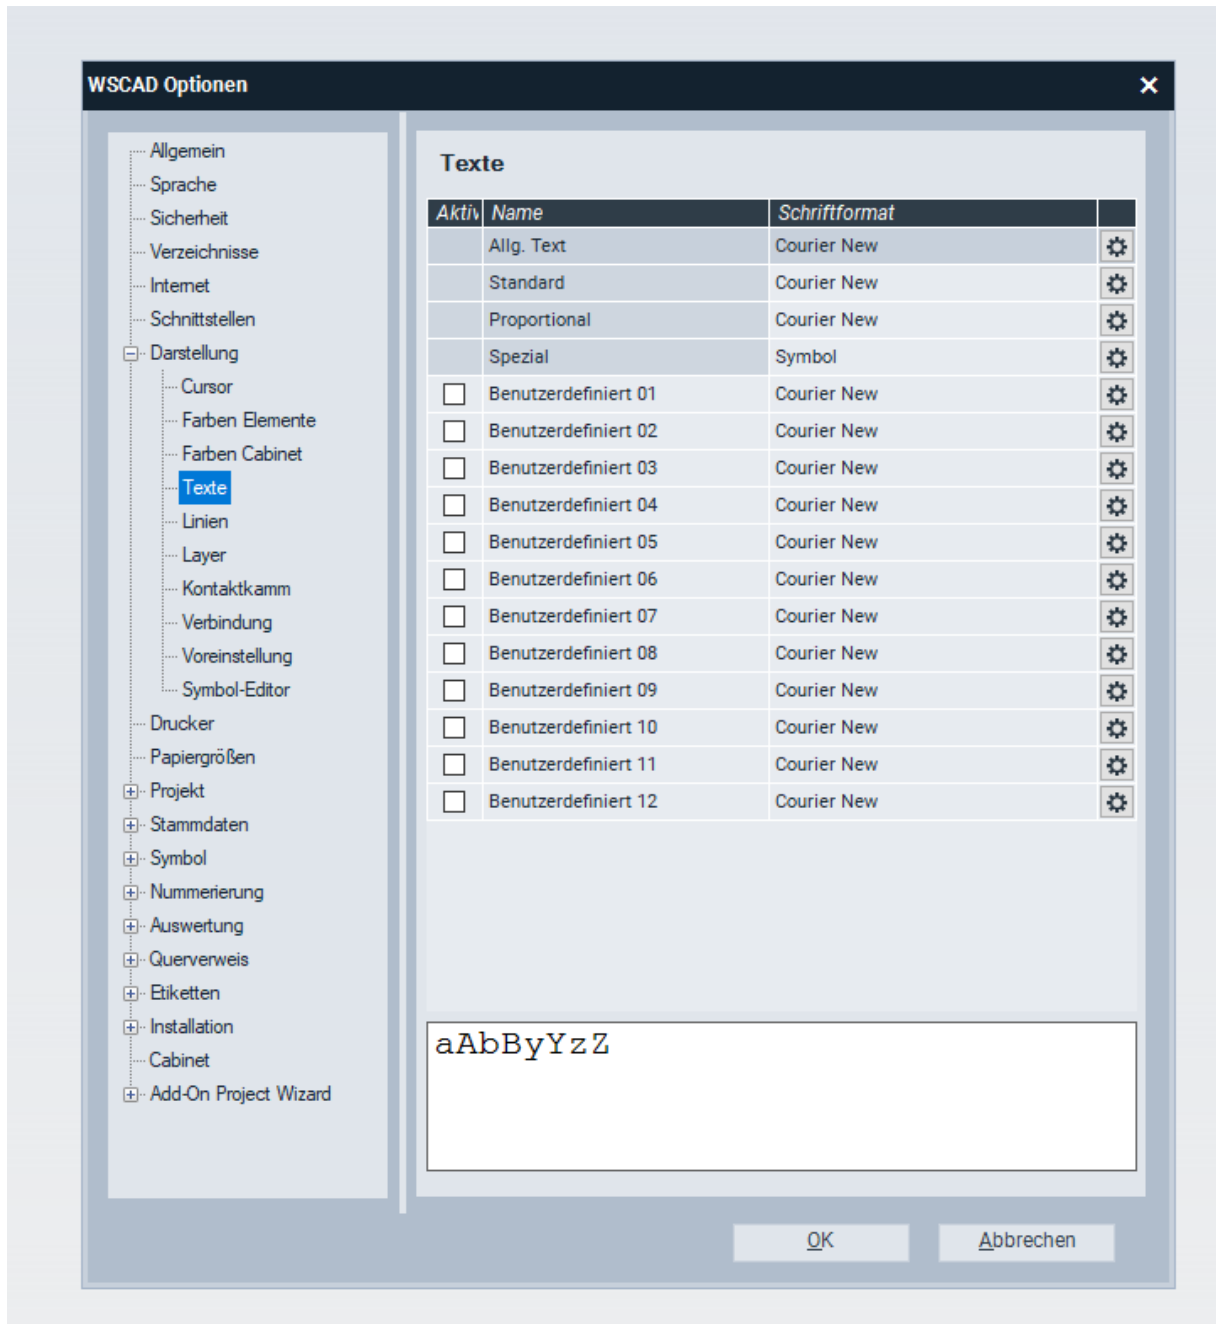 WSCAD Optionen
Allgemein
Sprache
Sicherheit
Verzeichnisse
Internet
Schnittstellen
Darstellung
Cursor
Farben Elemente
Farben Cabinet
Texte
Linien
Layer
Kontaktkamm
Verbindung
Voreinstellung
Symbol-Editor
Drucker
Papiergrößen
Projekt
Stammdaten
Symbol
Nummerierung
Auswertung
Querverweis
Etiketten
Installation
Cabinet
Add-On Project Wizard
Texte
Aktiv Name Schriftformat
Allg. Text Courier New
Standard Courier New
Proportional Courier New
Spezial Symbol
Benutzerdefiniert 01 Courier New
Benutzerdefiniert 02 Courier New
Benutzerdefiniert 03 Courier New
Benutzerdefiniert 04 Courier New
Benutzerdefiniert 05 Courier New
Benutzerdefiniert 06 Courier New
Benutzerdefiniert 07 Courier New
Benutzerdefiniert 08 Courier New
Benutzerdefiniert 09 Courier New
Benutzerdefiniert 10 Courier New
Benutzerdefiniert 11 Courier New
Benutzerdefiniert 12 Courier New
aAbByYzZ
OK Abbrechen